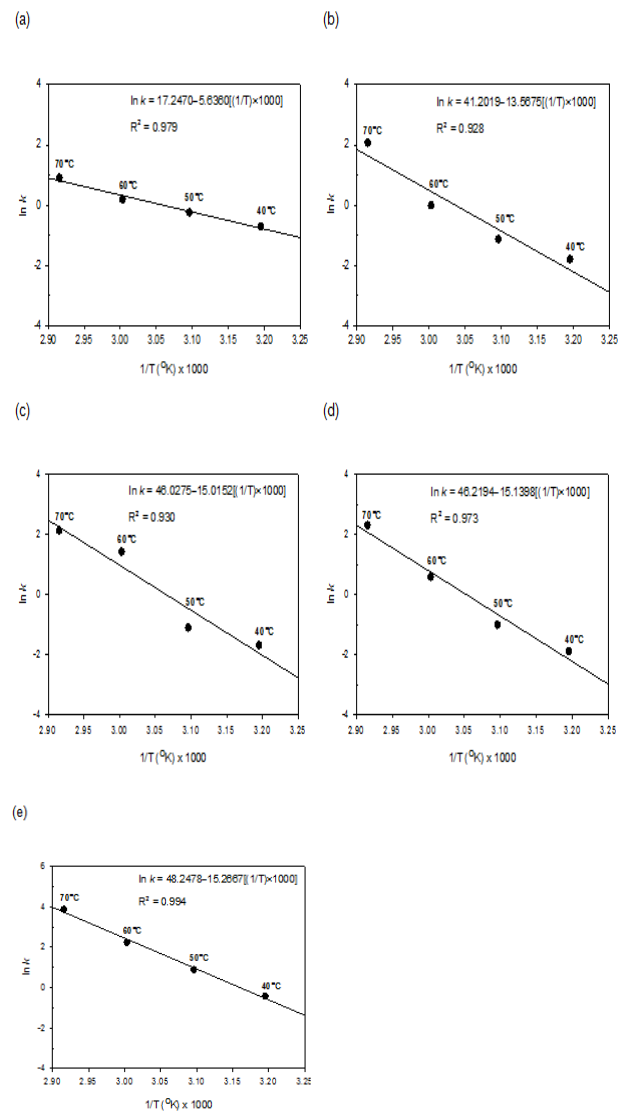 (a)
ln k = 17.2470–5.6360[(1/T)×1000]
R² = 0.979
70°C
60°C
50°C
40°C
ln k
4
2
0
-2
-4
2.90 2.95 3.00 3.05 3.10 3.15 3.20 3.25
1/T (°K) x 1000
(b)
ln k = 41.2019–13.5675[(1/T)×1000]
R² = 0.928
70°C
60°C
50°C
40°C
ln k
4
2
0
-2
-4
2.90 2.95 3.00 3.05 3.10 3.15 3.20 3.25
1/T (°K) x 1000
(c)
ln k = 46.0275–15.0152[(1/T)×1000]
R² = 0.930
70°C
60°C
50°C
40°C
ln k
4
2
0
-2
-4
2.90 2.95 3.00 3.05 3.10 3.15 3.20 3.25
1/T (°K) x 1000
(d)
ln k = 46.2194–15.1398[(1/T)×1000]
R² = 0.973
70°C
60°C
50°C
40°C
ln k
4
2
0
-2
-4
2.90 2.95 3.00 3.05 3.10 3.15 3.20 3.25
1/T (°K) x 1000
(e)
ln k = 48.2478–15.2667[(1/T)×1000]
R² = 0.994
70°C
60°C
50°C
40°C
ln k
6
4
2
0
-2
-4
2.90 2.95 3.00 3.05 3.10 3.15 3.20 3.25
1/T (°K) x 1000